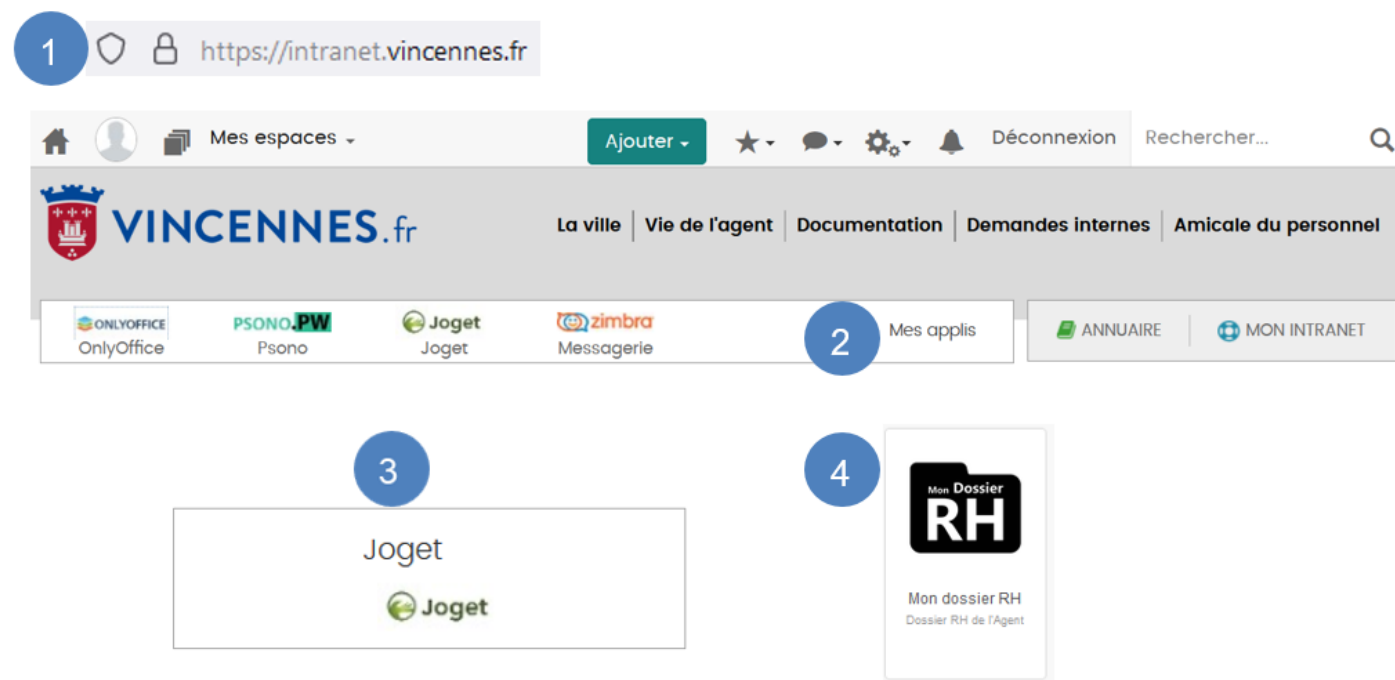 1
https://intranet.vincennes.fr
Mes espaces
Ajouter
Déconnexion
Rechercher...
VINCENNES.fr
La ville | Vie de l'agent | Documentation | Demandes internes | Amicale du personnel
ONLYOFFICE
OnlyOffice
PSONO.PW
Psono
Joget
Joget
zimbra
Messagerie
2
Mes applis
ANNUAIRE
MON INTRANET
3
Joget
Joget
4
Mon Dossier
RH
Mon dossier RH
Dossier RH de l'Agent